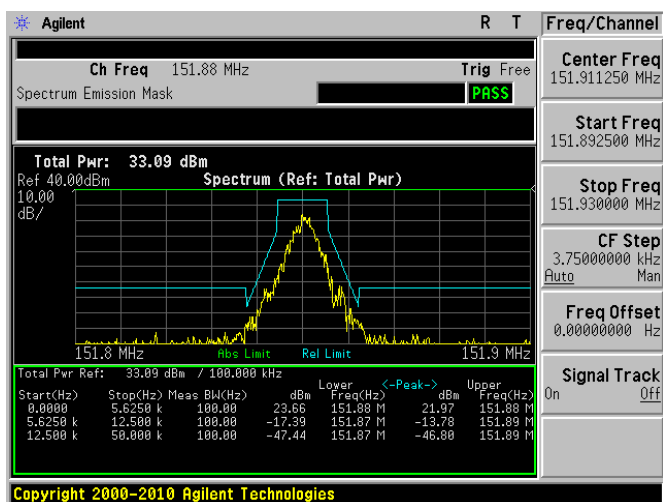 Agilent R T Freq/Channel
Ch Freq 151.88 MHz Trig Free
Spectrum Emission Mask PASS
Center Freq
151.911250 MHz
Start Freq
151.892500 MHz
Stop Freq
151.930000 MHz
CF Step
3.75000000 kHz
Auto Man
Freq Offset
0.00000000 Hz
Signal Track
On Off
Total Pwr: 33.09 dBm
Ref 40.00dBm Spectrum (Ref: Total Pwr)
10.00
dB/
151.8 MHz Abs Limit Rel Limit 151.9 MHz
Total Pwr Ref: 33.09 dBm / 100.000 kHz
Lower <-Peak-> Upper
Start(Hz) Stop(Hz) Meas BW(Hz) dBm Freq(Hz) dBm Freq(Hz)
0.0000 5.6250 k 100.00 23.66 151.88 M 21.97 151.88 M
5.6250 k 12.500 k 100.00 -17.39 151.87 M -13.78 151.89 M
12.500 k 50.000 k 100.00 -47.44 151.87 M -46.80 151.89 M
Copyright 2000-2010 Agilent Technologies